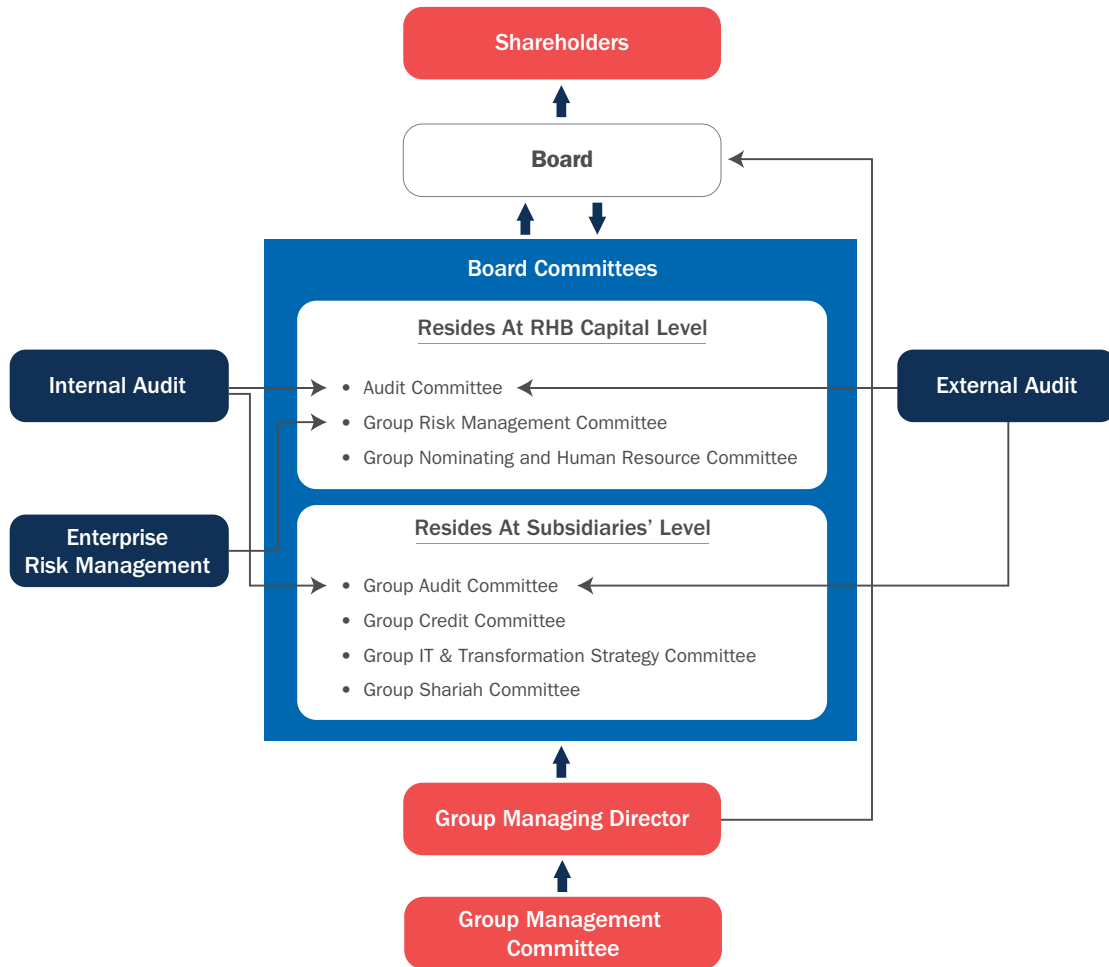 Shareholders
Board
Board Committees
Resides At RHB Capital Level
• Audit Committee
• Group Risk Management Committee
• Group Nominating and Human Resource Committee
Internal Audit
External Audit
Enterprise
Risk Management
Resides At Subsidiaries' Level
• Group Audit Committee
• Group Credit Committee
• Group IT & Transformation Strategy Committee
• Group Shariah Committee
Group Managing Director
Group Management
Committee